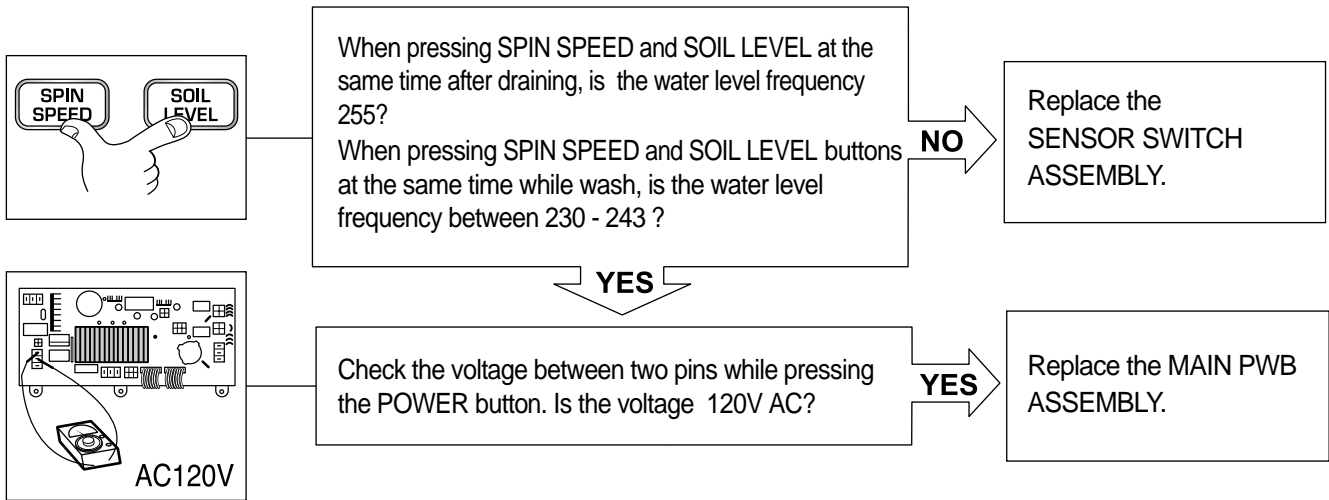 SPIN
SPEED
SOIL
LEVEL
When pressing SPIN SPEED and SOIL LEVEL at the
same time after draining, is the water level frequency
255?
When pressing SPIN SPEED and SOIL LEVEL buttons
at the same time while wash, is the water level
frequency between 230 - 243 ?
NO
Replace the
SENSOR SWITCH
ASSEMBLY.
YES
AC120V
Check the voltage between two pins while pressing
the POWER button. Is the voltage 120V AC?
YES
Replace the MAIN PWB
ASSEMBLY.